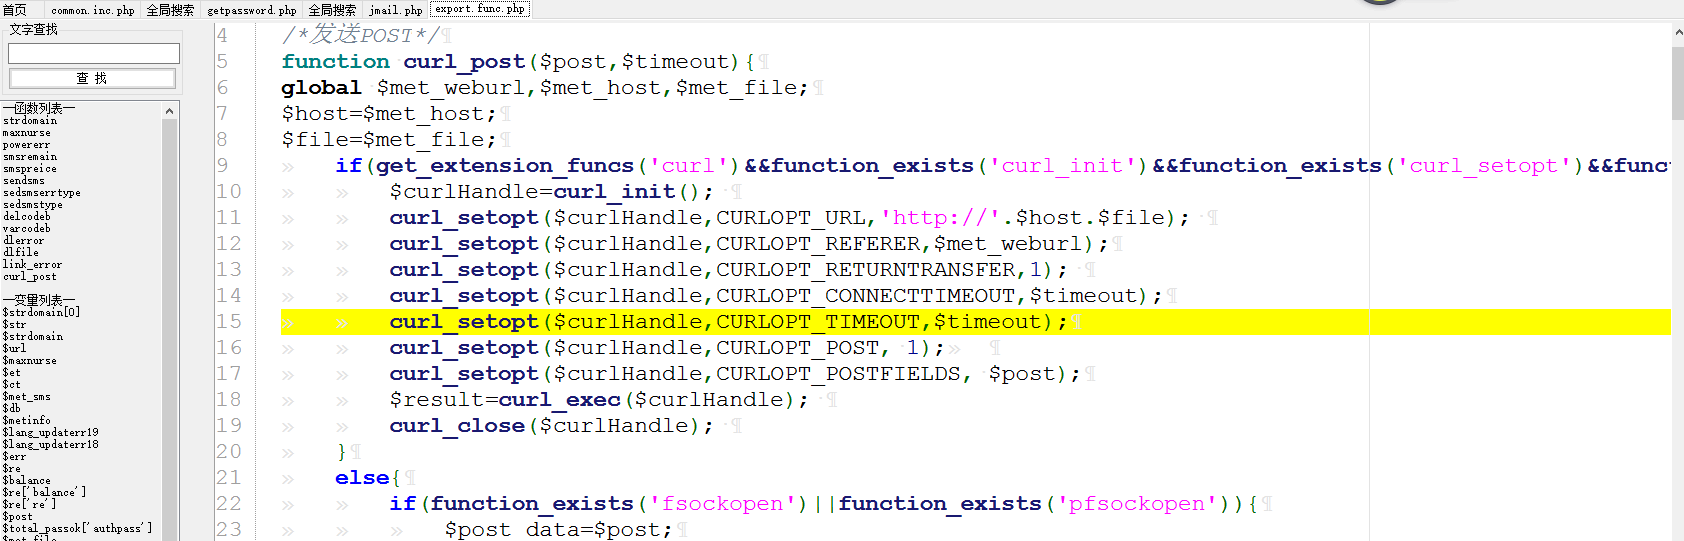 首页 common.inc.php 全局搜索 getpassword.php 全局搜索 jmail.php export.func.php
文字查找
查 找
一函数列表一
strdomain
maxnurse
powererr
smsremain
smspreice
sendsms
sedsmserrtype
sedsmstype
delcodeb
varcodeb
dlerror
dlfile
link_error
curl_post
一变量列表一
$strdomain[0]
$str
$strdomain
$url
$maxnurse
$et
$ct
$met_sms
$db
$metinfo
$lang_updaterr19
$lang_updaterr18
$err
$re
$balance
$re['balance']
$re['re']
$post
$total_passok['authpass']
$met_file
4 /*发送POST*/
5 function curl_post($post,$timeout){
6 global $met_weburl,$met_host,$met_file;
7 $host=$met_host;
8 $file=$met_file;
9 if(get_extension_funcs('curl')&&function_exists('curl_init')&&function_exists('curl_setopt')&&func
10 $curlHandle=curl_init();
11 curl_setopt($curlHandle,CURLOPT_URL,'http://'.$host.$file);
12 curl_setopt($curlHandle,CURLOPT_REFERER,$met_weburl);
13 curl_setopt($curlHandle,CURLOPT_RETURNTRANSFER,1);
14 curl_setopt($curlHandle,CURLOPT_CONNECTTIMEOUT,$timeout);
15 curl_setopt($curlHandle,CURLOPT_TIMEOUT,$timeout);
16 curl_setopt($curlHandle,CURLOPT_POST, 1);
17 curl_setopt($curlHandle,CURLOPT_POSTFIELDS, $post);
18 $result=curl_exec($curlHandle);
19 curl_close($curlHandle);
20 }
21 else{
22 if(function_exists('fsockopen')||function_exists('pfsockopen')){
23 $post_data=$post;